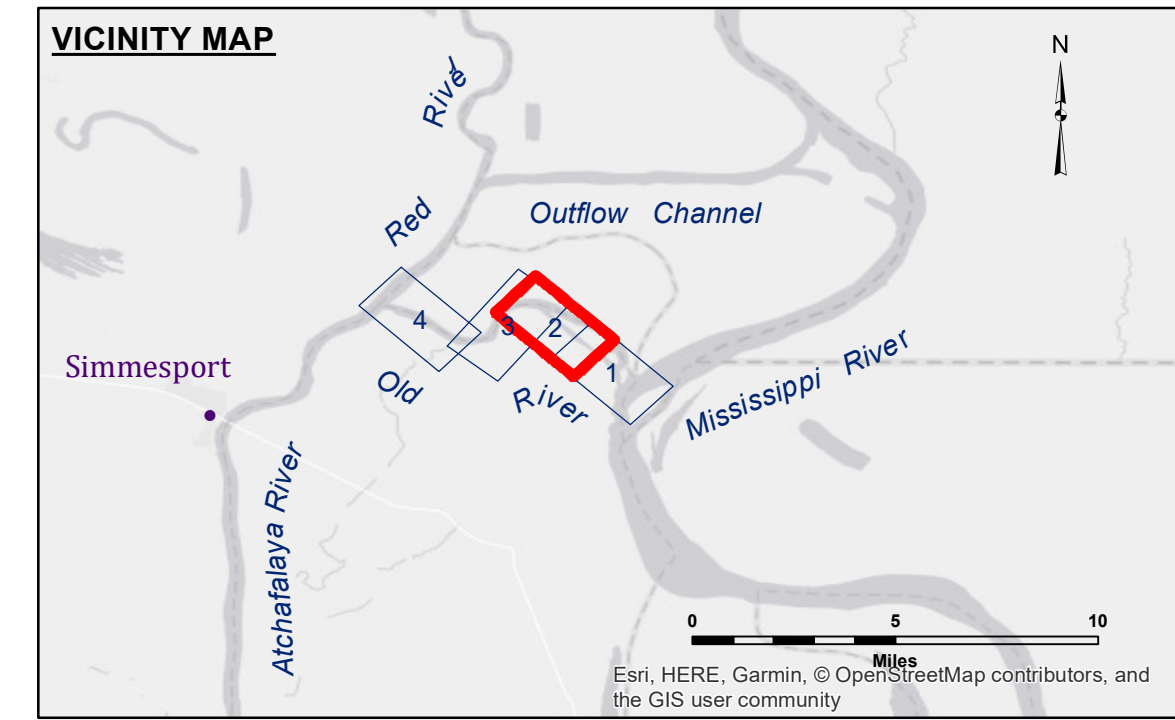 VICINITY MAP
N
River
Red
Outflow Channel
4
3
2
1
Simmesport
Old
River
Mississippi River
Atchafalaya River
0 5 10
Miles
Esri, HERE, Garmin, © OpenStreetMap contributors, and
the GIS user community